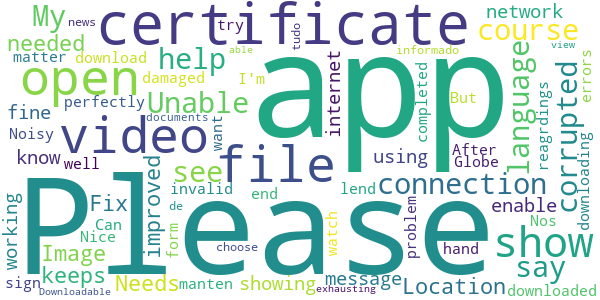 My needed matter try news certificate tudo able network course
open help I'm informado view
download damaged Unable app
fine perfectly documents internet completed But language errors
Noisy video file After corrupted
know well want using Globe reagrdings downloading
working improved Fix see invalid end lend connection
Please Can de form watch enable Nos show
Image Nice choose problem hand
keeps Needs showing message say
sign manten Location downloaded
Downloadable exhausting